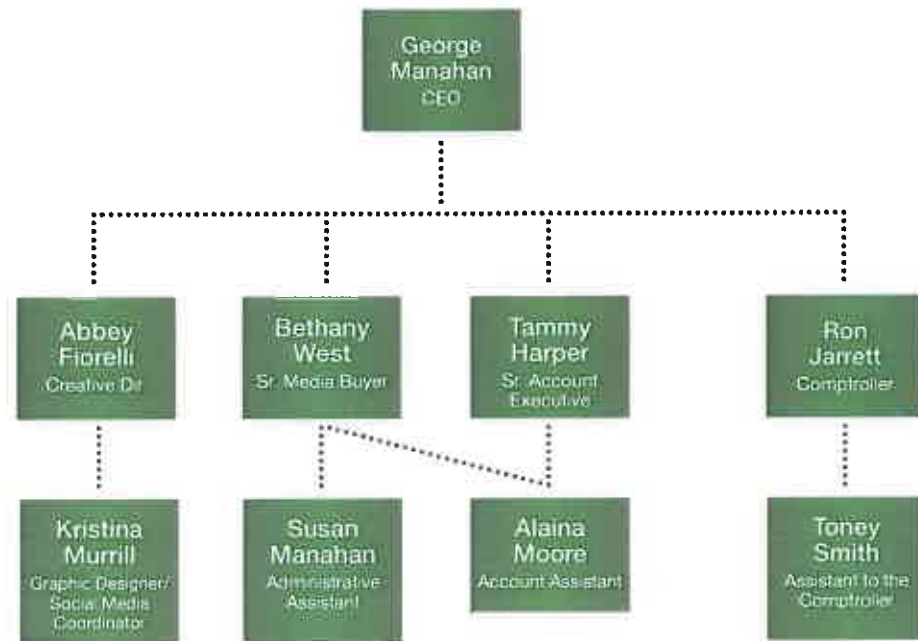 George
Manahan
CEO
Abbey
Fiorelli
Creative Dir
Bethany
West
Sr. Media Buyer
Tammy
Harper
Sr. Account
Executive
Ron
Jarrett
Comptroller
Kristina
Murrill
Graphic Designer/
Social Media
Coordinator
Susan
Manahan
Administrative
Assistant
Alaina
Moore
Account Assistant
Toney
Smith
Assistant to the
Comptroller